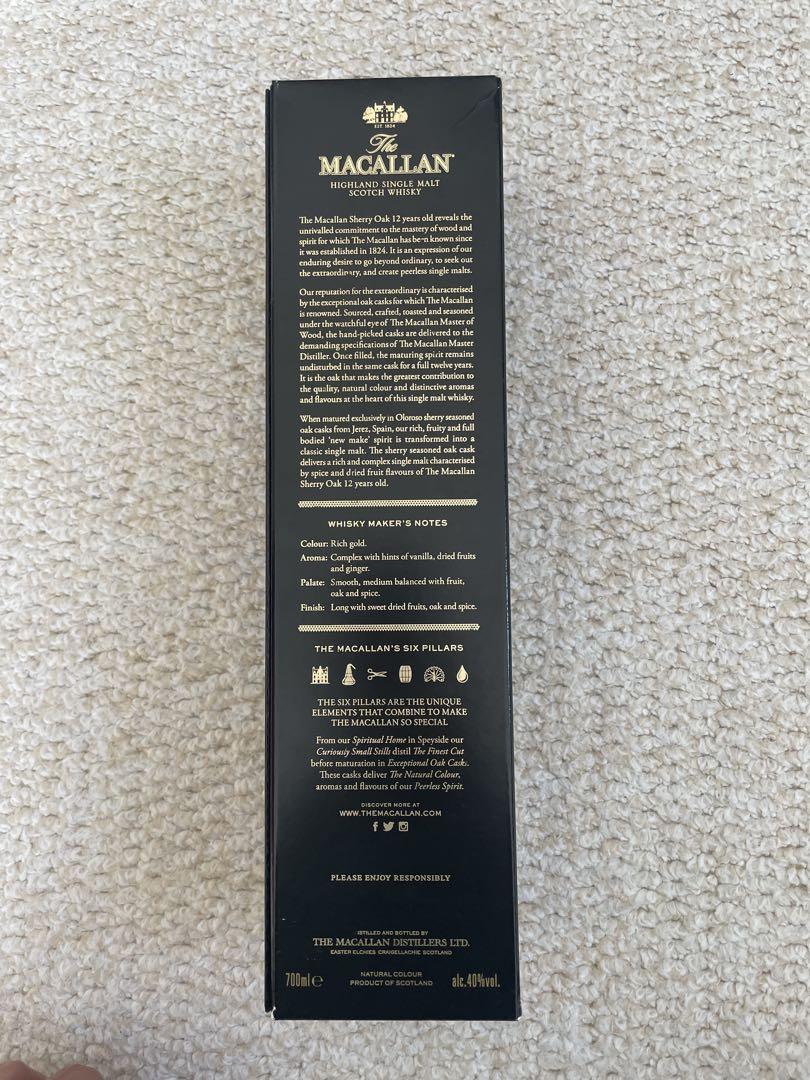 EST. 1824
The
MACALLAN
HIGHLAND SINGLE MALT
SCOTCH WHISKY
The Macallan Sherry Oak 12 years old reveals the
unrivalled commitment to the mastery of wood and
spirit for which The Macallan has been known since
it was established in 1824. It is an expression of our
enduring desire to go beyond ordinary, to seek out
the extraordinary, and create peerless single malts.
Our reputation for the extraordinary is characterised
by the exceptional oak casks for which The Macallan
is renowned. Sourced, crafted, toasted and seasoned
under the watchful eye of The Macallan Master of
Wood, the hand-picked casks are delivered to the
demanding specifications of The Macallan Master
Distiller. Once filled, the maturing spirit remains
undisturbed in the same cask for a full twelve years.
It is the oak that makes the greatest contribution to
the quality, natural colour and distinctive aromas
and flavours at the heart of this single malt whisky.
When matured exclusively in Oloroso sherry seasoned
oak casks from Jerez, Spain, our rich, fruity and full
bodied 'new make' spirit is transformed into a
classic single malt. The sherry seasoned oak cask
delivers a rich and complex single malt characterised
by spice and dried fruit flavours of The Macallan
Sherry Oak 12 years old.
WHISKY MAKER'S NOTES
Colour: Rich gold.
Aroma: Complex with hints of vanilla, dried fruits
and ginger.
Palate: Smooth, medium balanced with fruit,
oak and spice.
Finish: Long with sweet dried fruits, oak and spice.
THE MACALLAN'S SIX PILLARS
THE SIX PILLARS ARE THE UNIQUE
ELEMENTS THAT COMBINE TO MAKE
THE MACALLAN SO SPECIAL
From our Spiritual Home in Speyside our
Curiously Small Stills distil The Finest Cut
before maturation in Exceptional Oak Casks.
These casks deliver The Natural Colour,
aromas and flavours of our Peerless Spirit.
DISCOVER MORE AT
WWW.THEMACALLAN.COM
PLEASE ENJOY RESPONSIBLY
ISTILLED AND BOTTLED BY
THE MACALLAN DISTILLERS LTD.
EASTER ELCHIES CRAIGELLACHIE SCOTLAND
700ml e
NATURAL COLOUR
PRODUCT OF SCOTLAND
alc.40%vol.